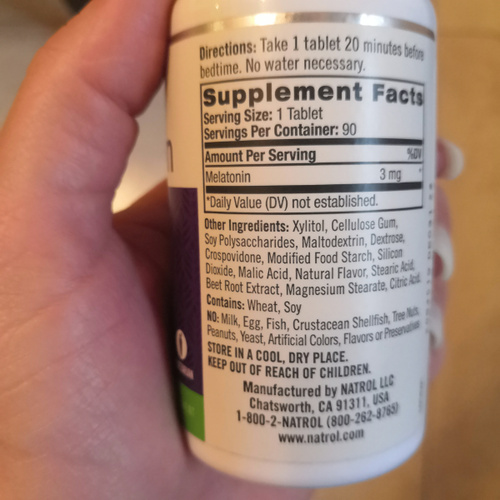 Directions: Take 1 tablet 20 minutes before
bedtime. No water necessary.
Supplement Facts
Serving Size: 1 Tablet
Servings Per Container: 90
Amount Per Serving %DV
Melatonin 3 mg *
*Daily Value (DV) not established.
Other Ingredients: Xylitol, Cellulose Gum,
Soy Polysaccharides, Maltodextrin, Dextrose,
Crospovidone, Modified Food Starch, Silicon
Dioxide, Malic Acid, Natural Flavor, Stearic Acid,
Beet Root Extract, Magnesium Stearate, Citric Acid.
Contains: Wheat, Soy
NO: Milk, Egg, Fish, Crustacean Shellfish, Tree Nuts,
Peanuts, Yeast, Artificial Colors, Flavors or Preservatives
STORE IN A COOL, DRY PLACE.
KEEP OUT OF REACH OF CHILDREN.
Manufactured by NATROL LLC
Chatsworth, CA 91311, USA
1-800-2-NATROL (800-262-8765)
www.natrol.com